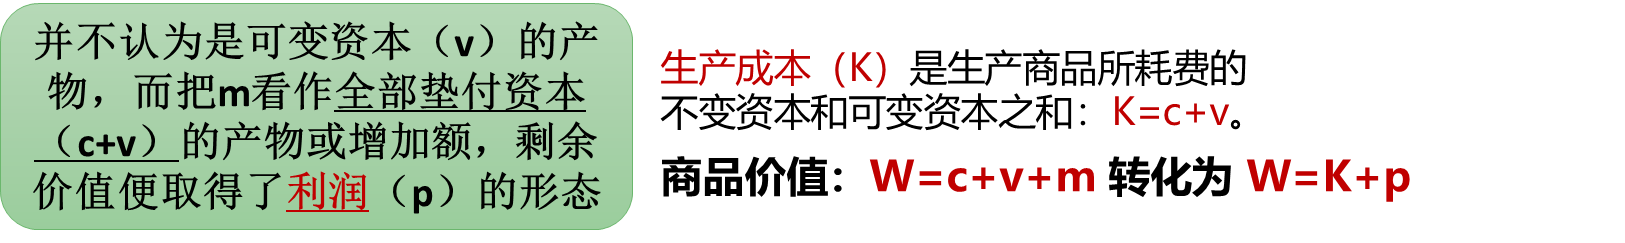 并不认为是可变资本（v）的产
物，而把m看作全部垫付资本
（c+v）的产物或增加额，剩余
价值便取得了利润（p）的形态
生产成本（K）是生产商品所耗费的
不变资本和可变资本之和：K=c+v。
商品价值：W=c+v+m 转化为 W=K+p